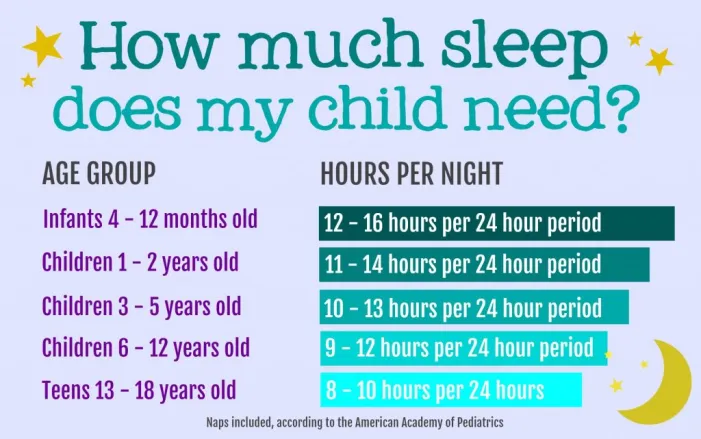 How much sleep
does my child need?
AGE GROUP HOURS PER NIGHT
Infants 4 - 12 months old 12 - 16 hours per 24 hour period
Children 1 - 2 years old 11 - 14 hours per 24 hour period
Children 3 - 5 years old 10 - 13 hours per 24 hour period
Children 6 - 12 years old 9 - 12 hours per 24 hour period
Teens 13 - 18 years old 8 - 10 hours per 24 hours
Naps included, according to the American Academy of Pediatrics